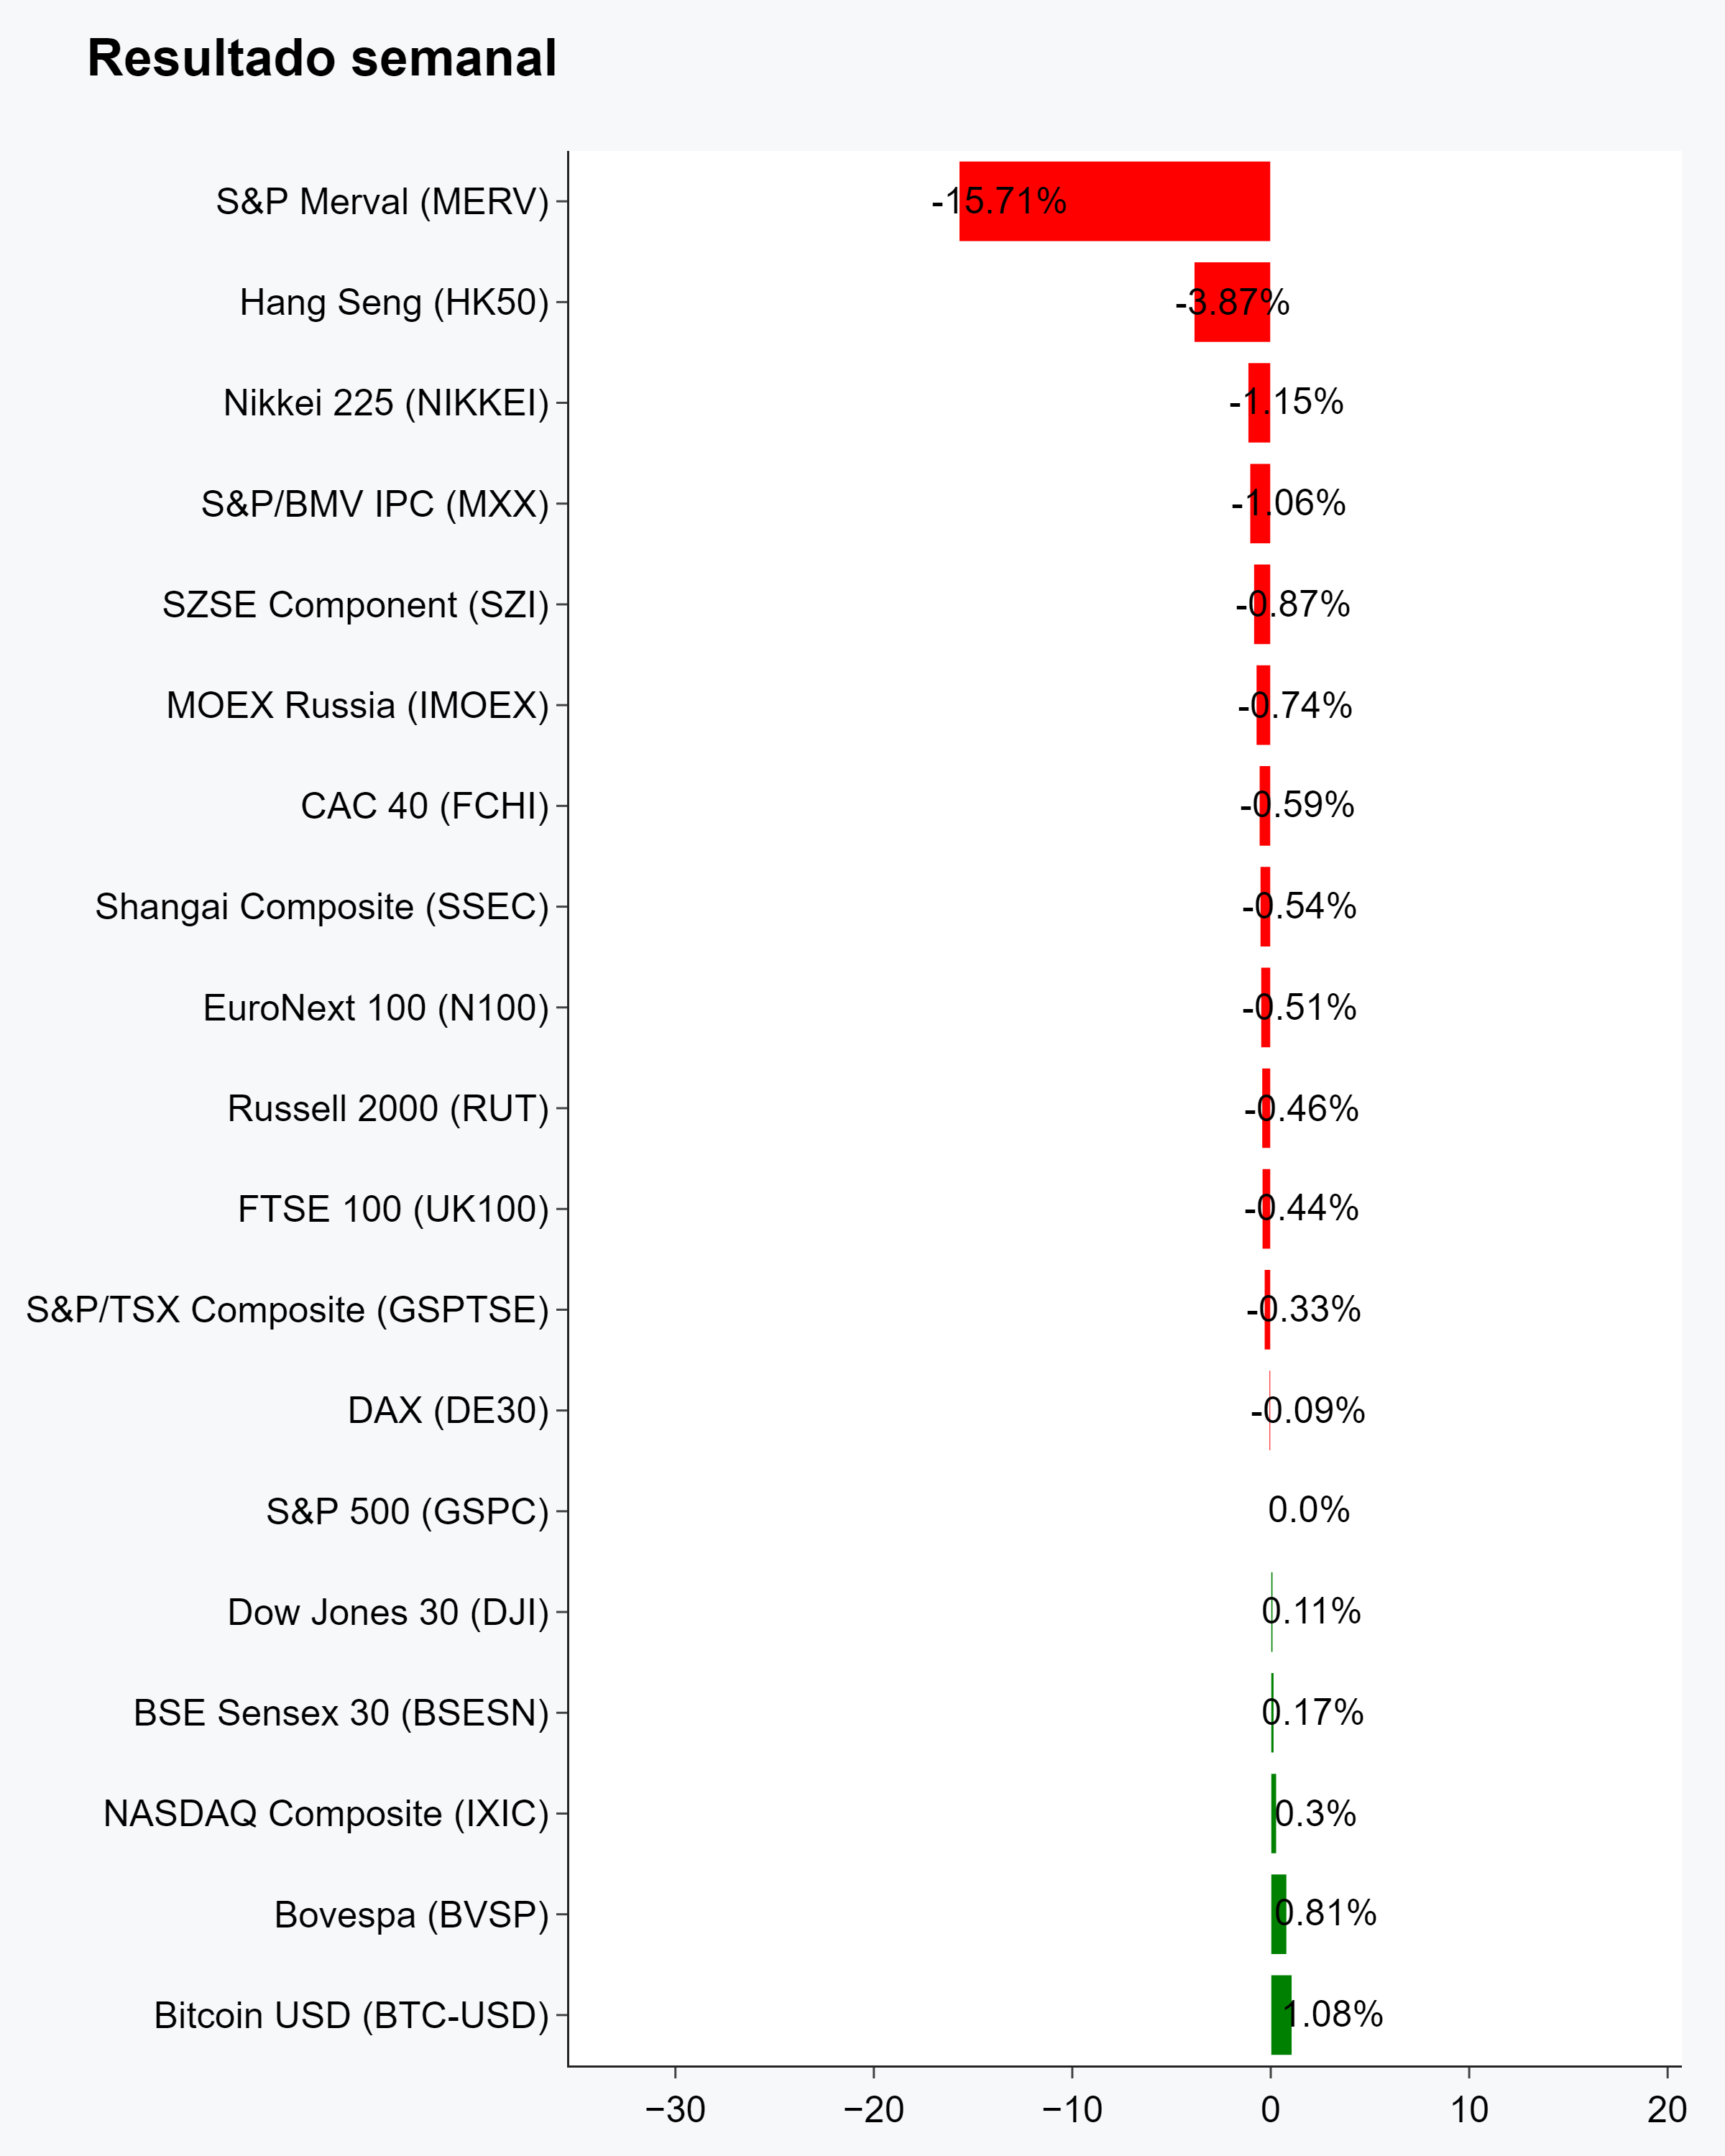 Resultado semanal
S&P Merval (MERV) -15.71%
Hang Seng (HK50) -3.87%
Nikkei 225 (NIKKEI) -1.15%
S&P/BMV IPC (MXX) -1.06%
SZSE Component (SZI) -0.87%
MOEX Russia (IMOEX) -0.74%
CAC 40 (FCHI) -0.59%
Shangai Composite (SSEC) -0.54%
EuroNext 100 (N100) -0.51%
Russell 2000 (RUT) -0.46%
FTSE 100 (UK100) -0.44%
S&P/TSX Composite (GSPTSE) -0.33%
DAX (DE30) -0.09%
S&P 500 (GSPC) 0.0%
Dow Jones 30 (DJI) 0.11%
BSE Sensex 30 (BSESN) 0.17%
NASDAQ Composite (IXIC) 0.3%
Bovespa (BVSP) 0.81%
Bitcoin USD (BTC-USD) 1.08%
−30 −20 −10 0 10 20